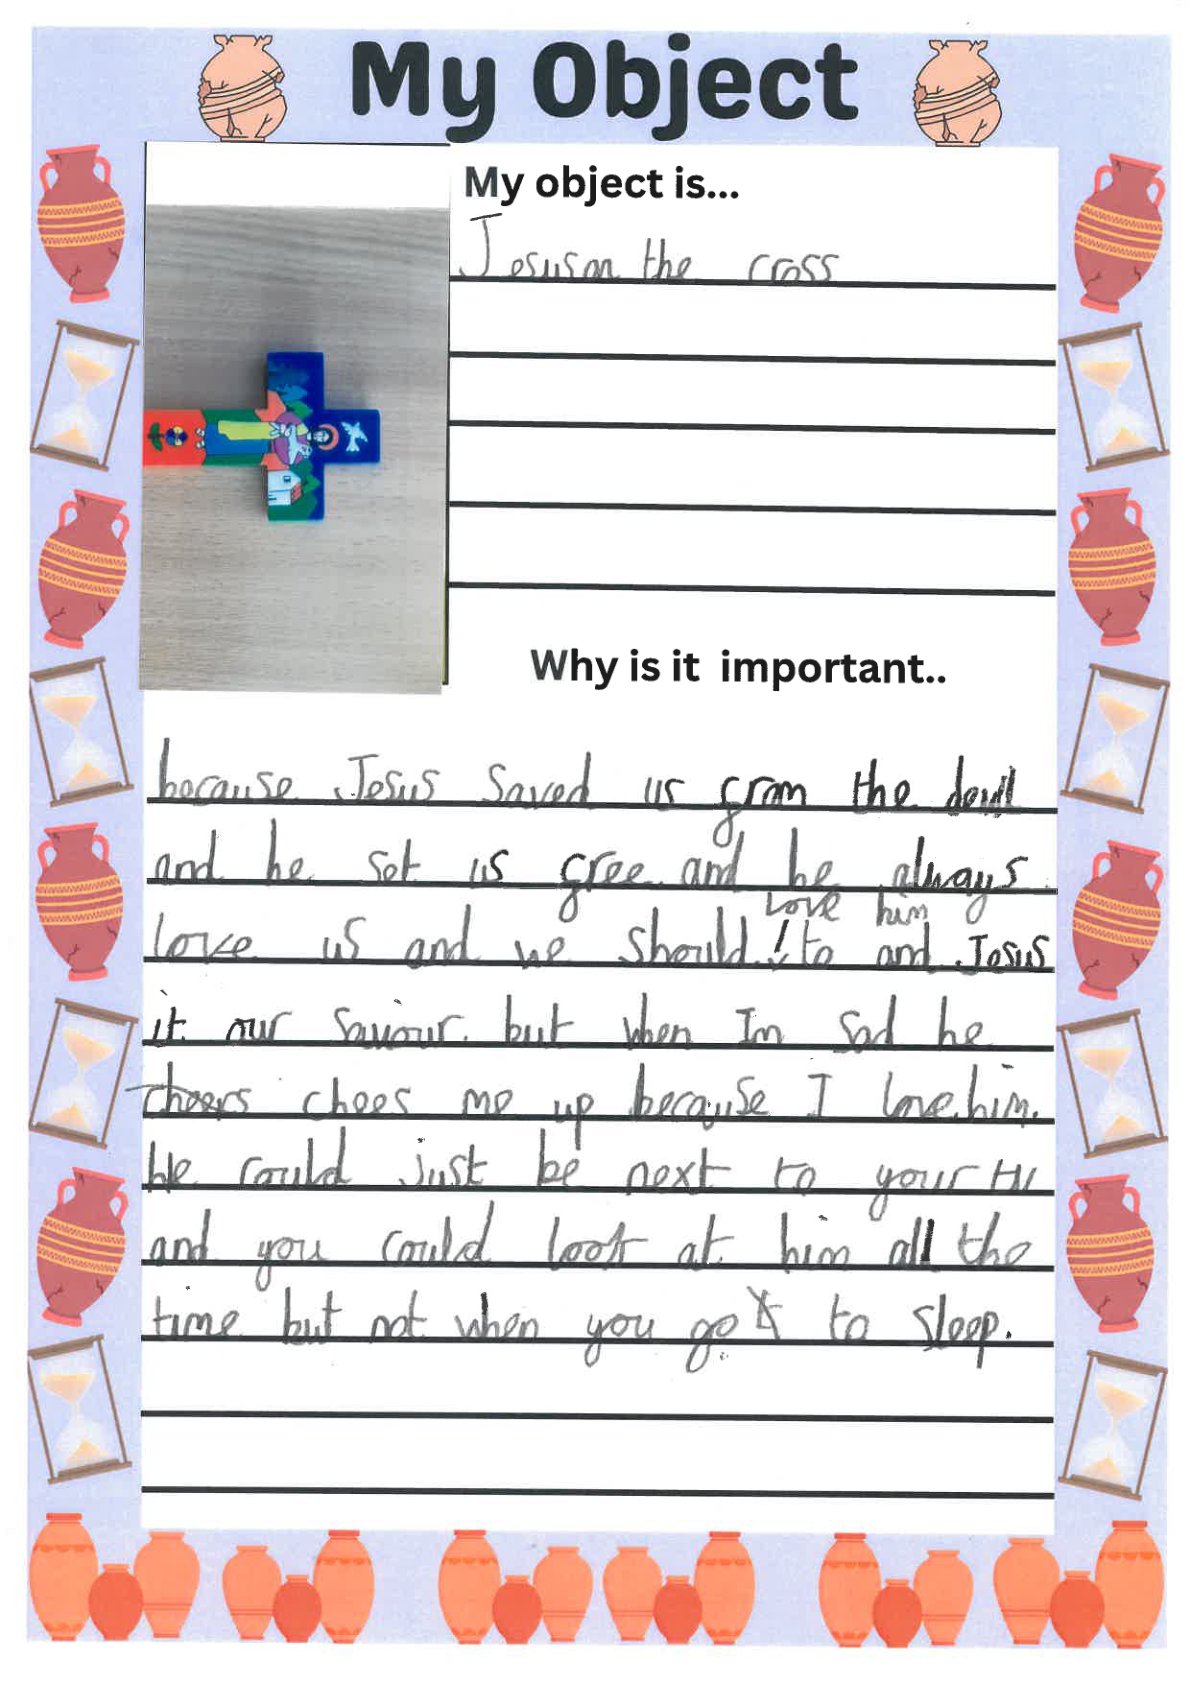 My Object
My object is...
Jesus on the cross
Why is it important..
because Jesus Saved us from the devil
and he set us free and he always
love him
love us and we should to and Jesus
it our Saviour. but when Im sad he
cheers chees me up because I love him.
He could just be next to your
and you could look at him all the
time but not when you go to sleep.